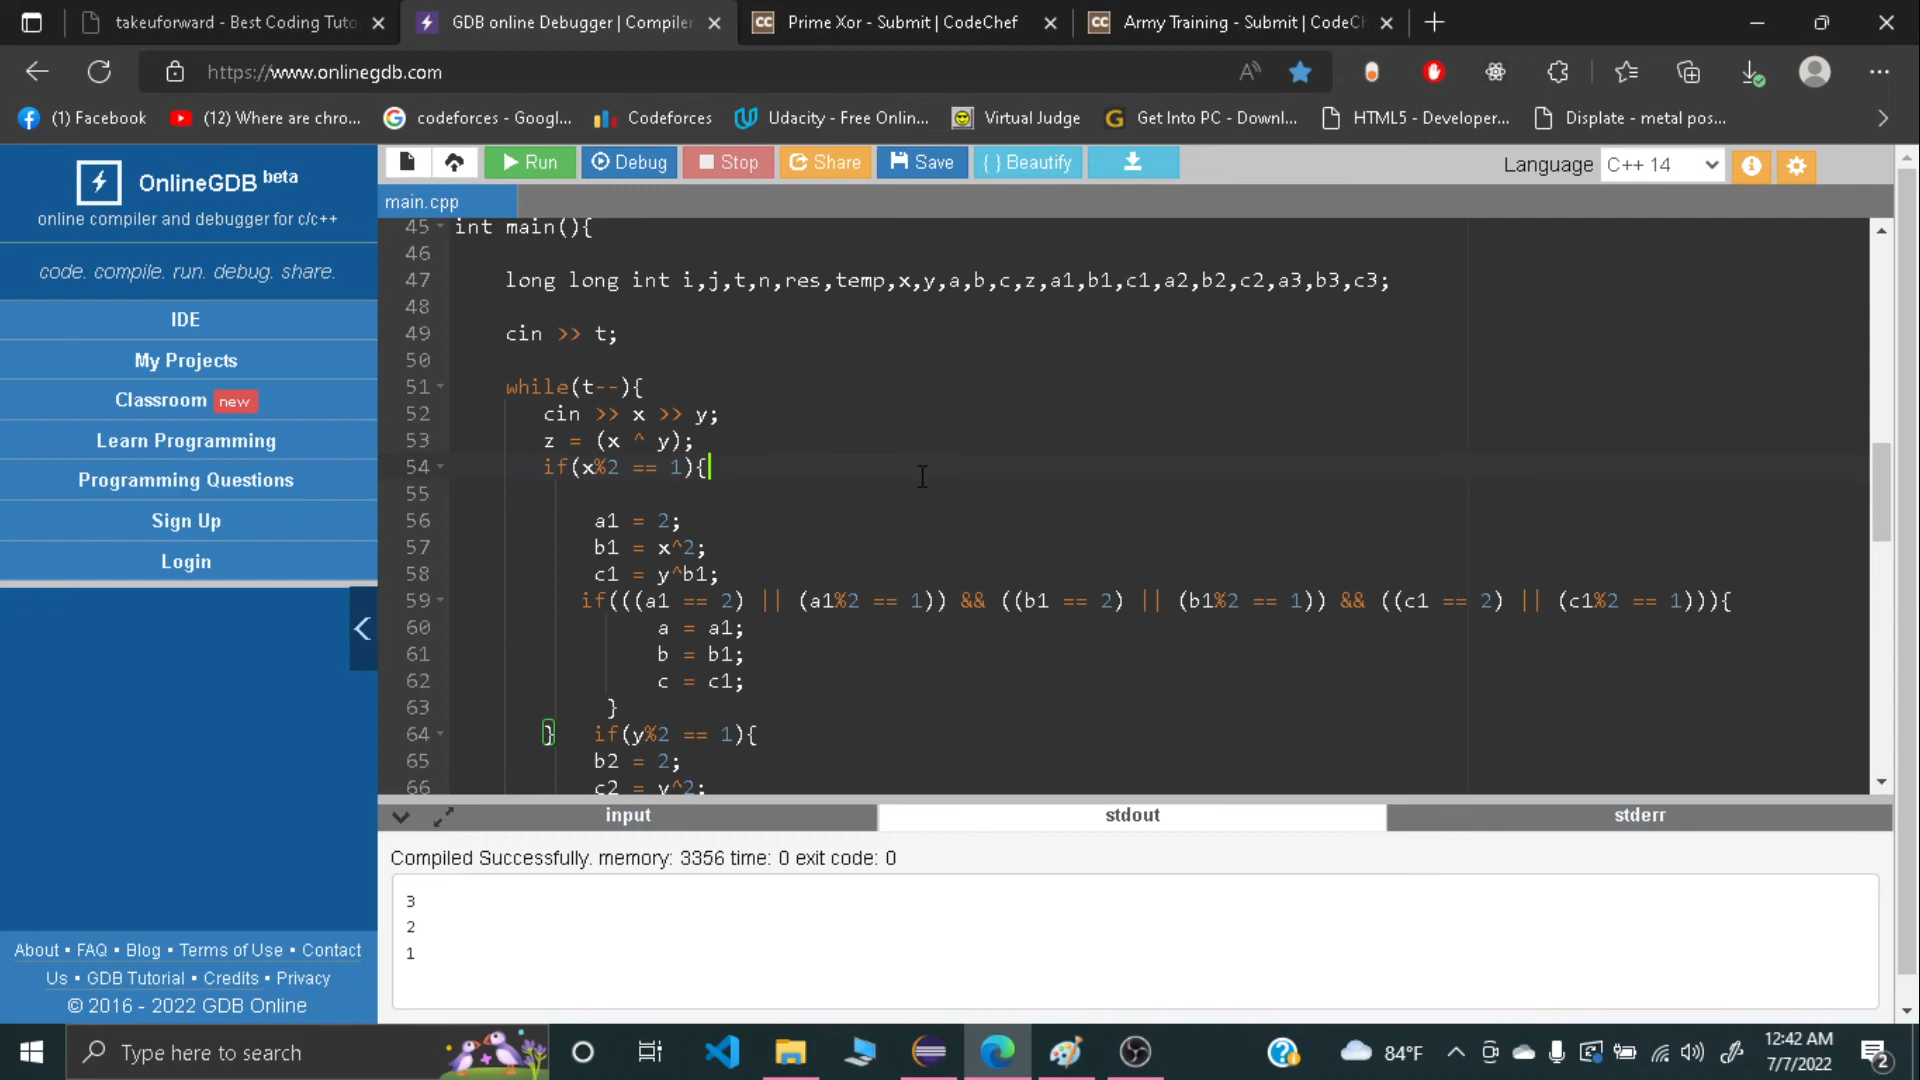 takeuforward - Best Coding Tuto
GDB online Debugger | Compiler
Prime Xor - Submit | CodeChef
Army Training - Submit | CodeCh
https://www.onlinegdb.com
(1) Facebook
(12) Where are chro...
codeforces - Googl...
Codeforces
Udacity - Free Onlin...
Virtual Judge
Get Into PC - Downl...
HTML5 - Developer...
Displate - metal pos...
OnlineGDB beta
online compiler and debugger for c/c++
code. compile. run. debug. share.
IDE
My Projects
Classroom new
Learn Programming
Programming Questions
Sign Up
Login
About • FAQ • Blog • Terms of Use • Contact
Us • GDB Tutorial • Credits • Privacy
© 2016 - 2022 GDB Online
Run Debug Stop Share Save { } Beautify
Language C++ 14
main.cpp
45 int main(){
46
47 long long int i,j,t,n,res,temp,x,y,a,b,c,z,a1,b1,c1,a2,b2,c2,a3,b3,c3;
48
49 cin >> t;
50
51 while(t--){
52 cin >> x >> y;
53 z = (x ^ y);
54 if(x%2 == 1){
55
56 a1 = 2;
57 b1 = x^2;
58 c1 = y^b1;
59 if(((a1 == 2) || (a1%2 == 1)) && ((b1 == 2) || (b1%2 == 1)) && ((c1 == 2) || (c1%2 == 1))){
60 a = a1;
61 b = b1;
62 c = c1;
63 }
64 } if(y%2 == 1){
65 b2 = 2;
66 c2 = y^2;
input
stdout
stderr
Compiled Successfully. memory: 3356 time: 0 exit code: 0
3
2
1
Type here to search
84°F
12:42 AM
7/7/2022
2